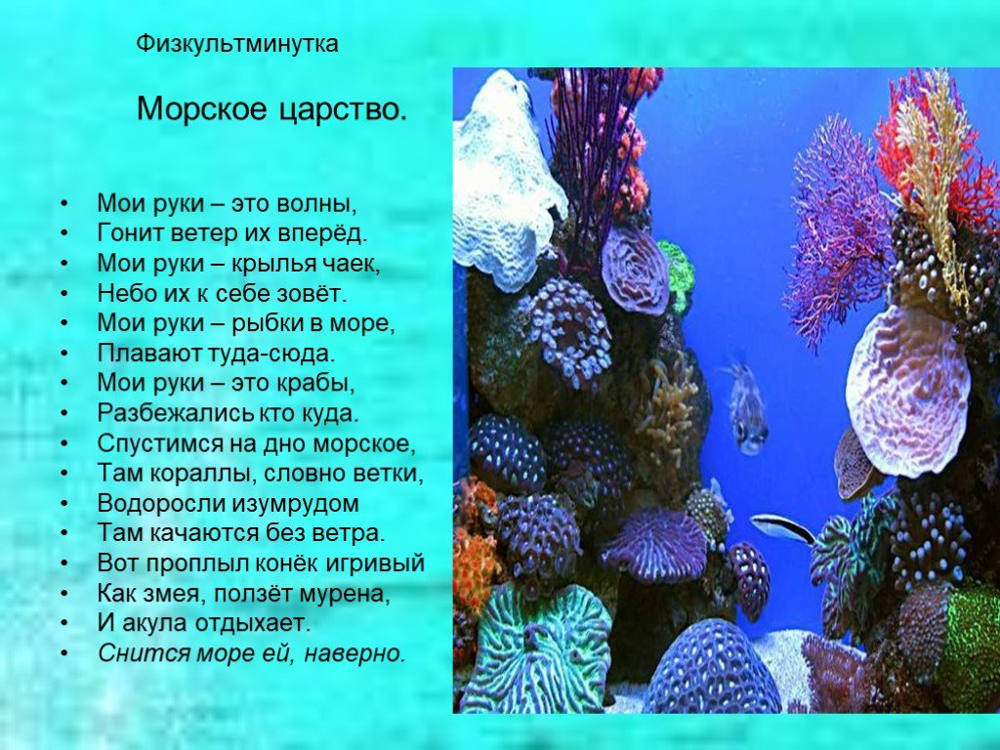 Физкультминутка
Морское царство.
• Мои руки – это волны,
• Гонит ветер их вперёд.
• Мои руки – крылья чаек,
• Небо их к себе зовёт.
• Мои руки – рыбки в море,
• Плавают туда-сюда.
• Мои руки – это крабы,
• Разбежались кто куда.
• Спустимся на дно морское,
• Там кораллы, словно ветки,
• Водоросли изумрудом
• Там качаются без ветра.
• Вот проплыл конёк игривый
• Как змея, ползёт мурена,
• И акула отдыхает.
• Снится море ей, наверно.